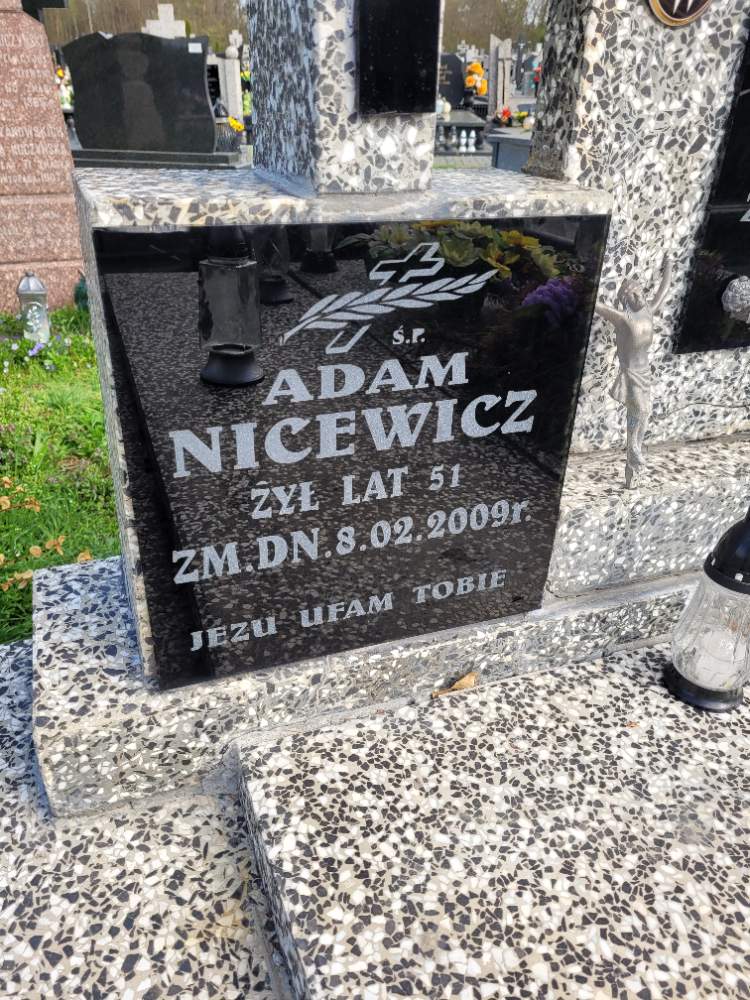 Ś.P.
ADAM
NICEWICZ
ŻYŁ LAT 51
ZM.DN.8.02.2009r.
JEZU UFAM TOBIE